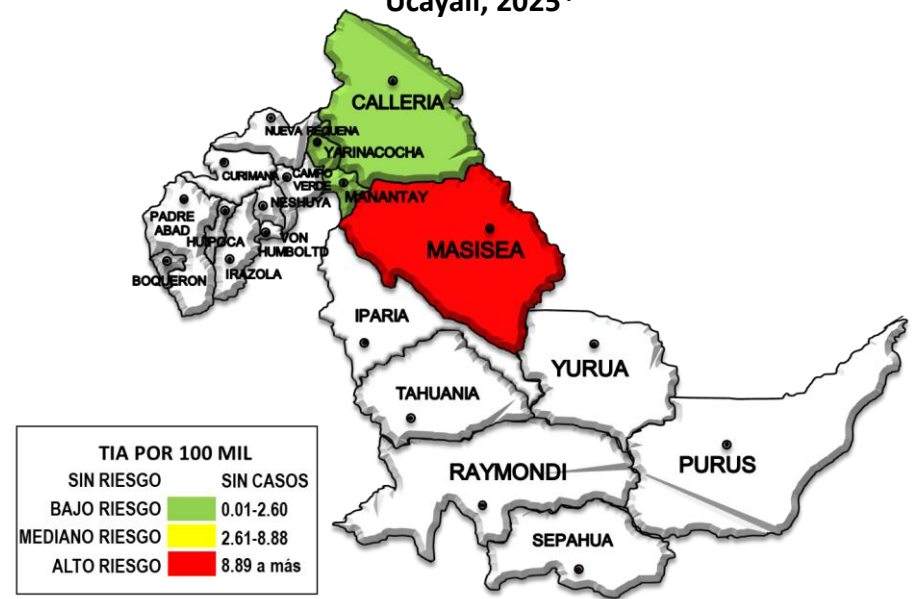 Ucayali, 2025*
CALLERIA
NUEVA REQUENA
YARINACOCHA
CURIMANA
CAMPO
VERDE
MANANTAY
NESHUYA
PADRE
ABAD
HUIPOCA
VON
HUMBOLTD
MASISEA
BOQUERON
IRAZOLA
IPARIA
YURUA
TAHUANIA
RAYMONDI
PURUS
SEPAHUA
TIA POR 100 MIL
SIN RIESGO SIN CASOS
BAJO RIESGO 0.01-2.60
MEDIANO RIESGO 2.61-8.88
ALTO RIESGO 8.89 a más